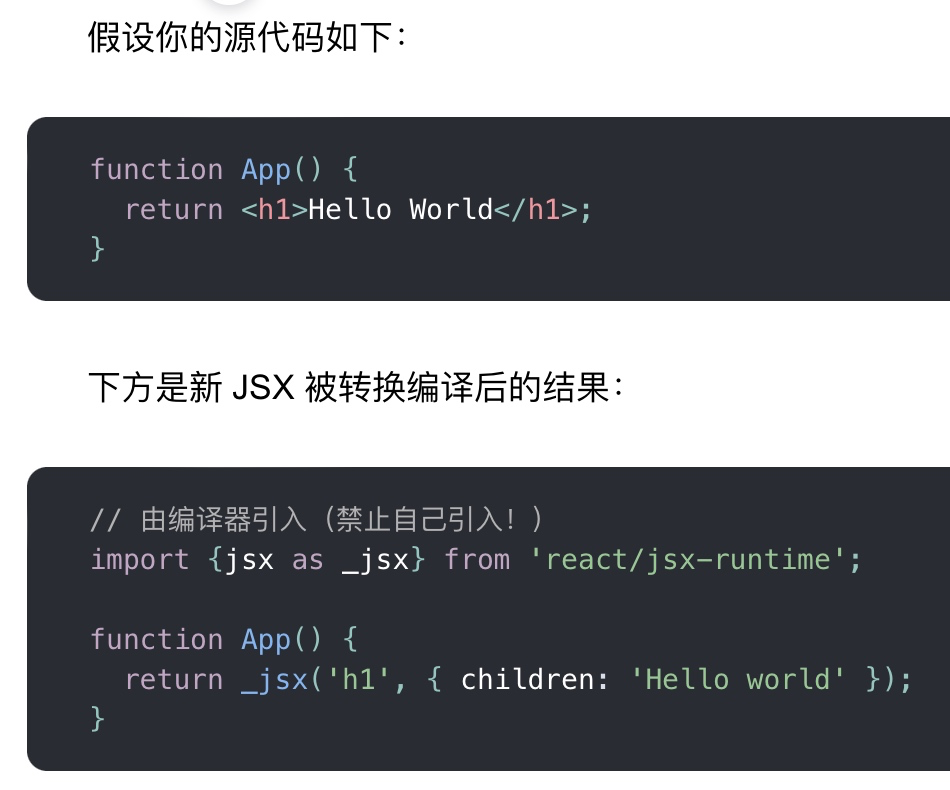 假设你的源代码如下：
function App() {
  return <h1>Hello World</h1>;
}
下方是新 JSX 被转换编译后的结果：
// 由编译器引入（禁止自己引入！）
import {jsx as _jsx} from 'react/jsx-runtime';
function App() {
  return _jsx('h1', { children: 'Hello world' });
}